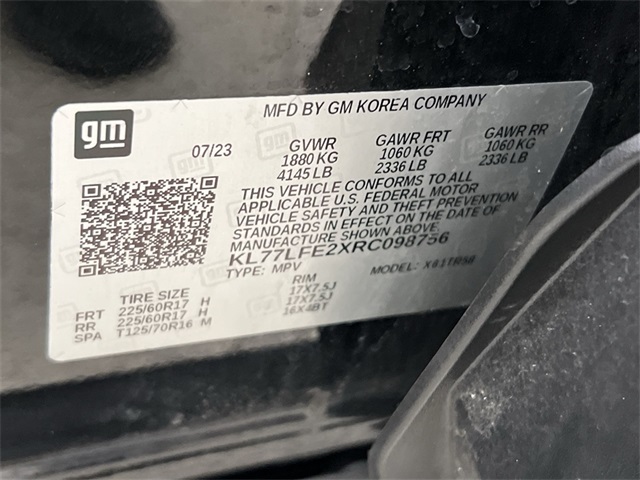 MFD BY GM KOREA COMPANY
gm
07/23 GVWR GAWR FRT GAWR RR
1880 KG 1060 KG 1060 KG
4145 LB 2336 LB 2336 LB
THIS VEHICLE CONFORMS TO ALL
APPLICABLE U.S. FEDERAL MOTOR
VEHICLE SAFETY AND THEFT PREVENTION
STANDARDS IN EFFECT ON THE DATE OF
MANUFACTURE SHOWN ABOVE.
KL77LFE2XRC098756
TYPE: MPV MODEL:
TIRE SIZE RIM
FRT 225/60R17 H 17X7.5J
RR 225/60R17 H 17X7.5J
SPA T125/70R16 M 16X4BT